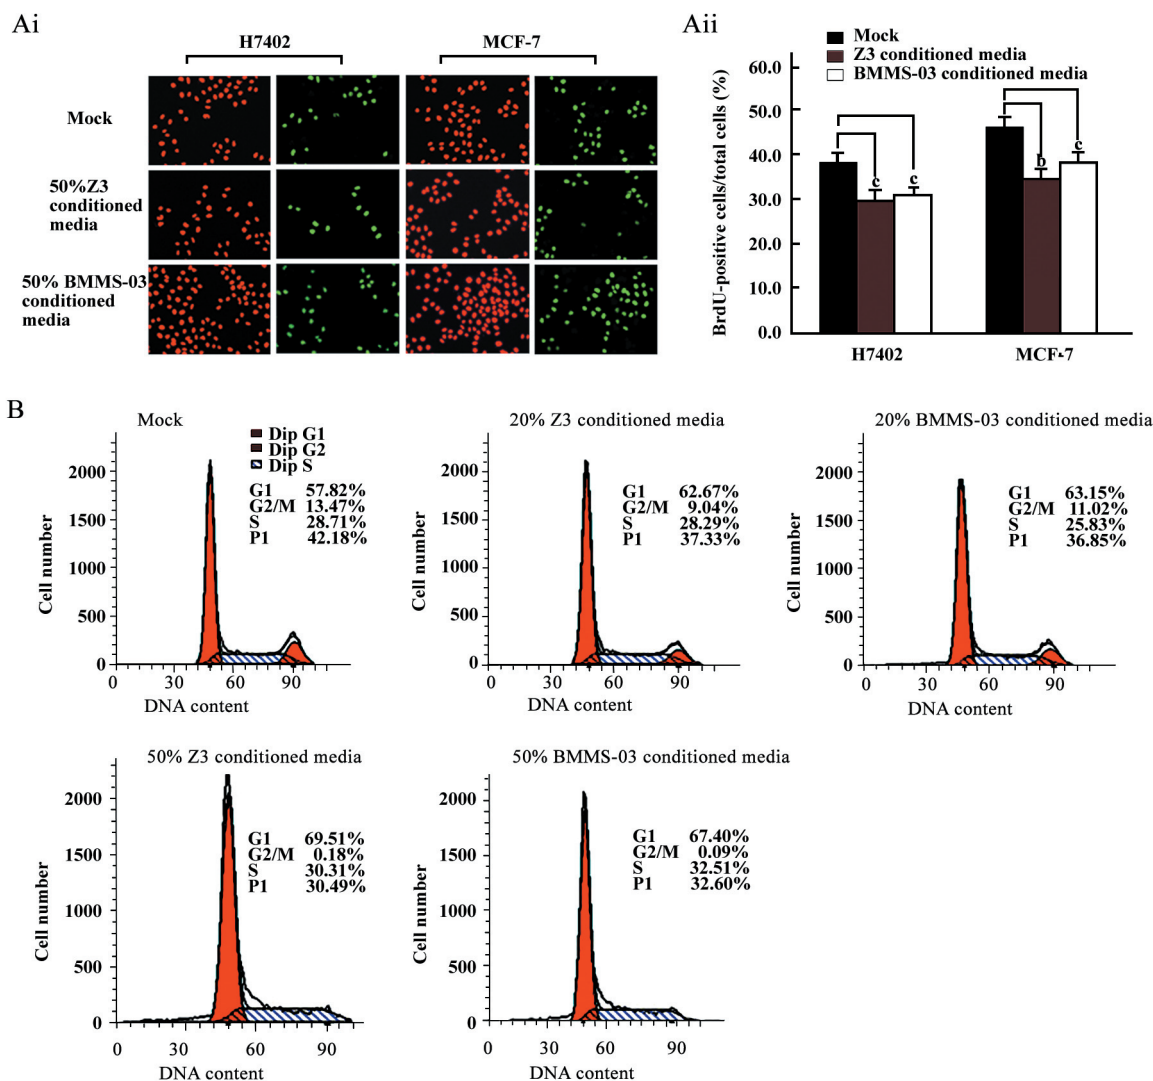 Ai
H7402
MCF-7
Mock
50%Z3
conditioned
media
50% BMMS-03
conditioned
media
Aii
Mock
Z3 conditioned media
BMMS-03 conditioned media
BrdU-positive cells/total cells (%)
60.0
50.0
40.0
30.0
20.0
10.0
0.0
c
c
b
c
H7402
MCF-7
B
Mock
Dip G1
Dip G2
Dip S
G1 57.82%
G2/M 13.47%
S 28.71%
P1 42.18%
Cell number
2000
1500
1000
500
0
0 30 60 90
DNA content
20% Z3 conditioned media
G1 62.67%
G2/M 9.04%
S 28.29%
P1 37.33%
Cell number
2000
1500
1000
500
0
0 30 60 90
DNA content
20% BMMS-03 conditioned media
G1 63.15%
G2/M 11.02%
S 25.83%
P1 36.85%
Cell number
2000
1500
1000
500
0
0 30 60 90
DNA content
50% Z3 conditioned media
G1 69.51%
G2/M 0.18%
S 30.31%
P1 30.49%
Cell number
2000
1500
1000
500
0
0 30 60 90
DNA content
50% BMMS-03 conditioned media
G1 67.40%
G2/M 0.09%
S 32.51%
P1 32.60%
Cell number
2000
1500
1000
500
0
0 30 60 90
DNA content